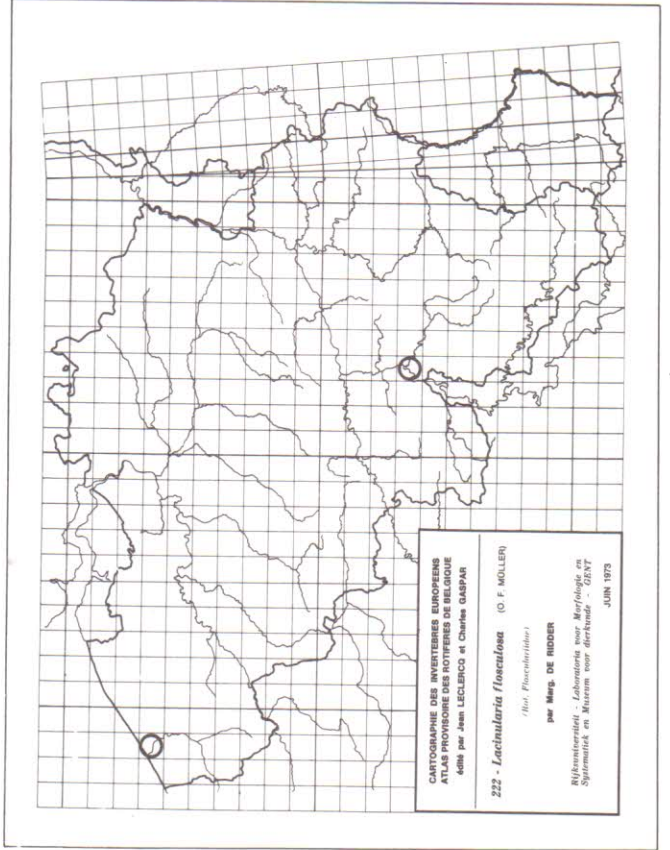 CARTOGRAPHIE DES INVERTEBRES EUROPEENS
ATLAS PROVISOIRE DES ROTIFERES DE BELGIQUE
édité par Jean LECLERCQ et Charles GASPAR
222 - Lacinularia flosculosa (O. F. MÜLLER)
(Rot. Flosculariidae)
par Marg. DE RIDDER
Rijksuniversiteit - Laboratoria voor Morfologie en
Systematiek en Museum voor dierkunde - GENT
JUIN 1973